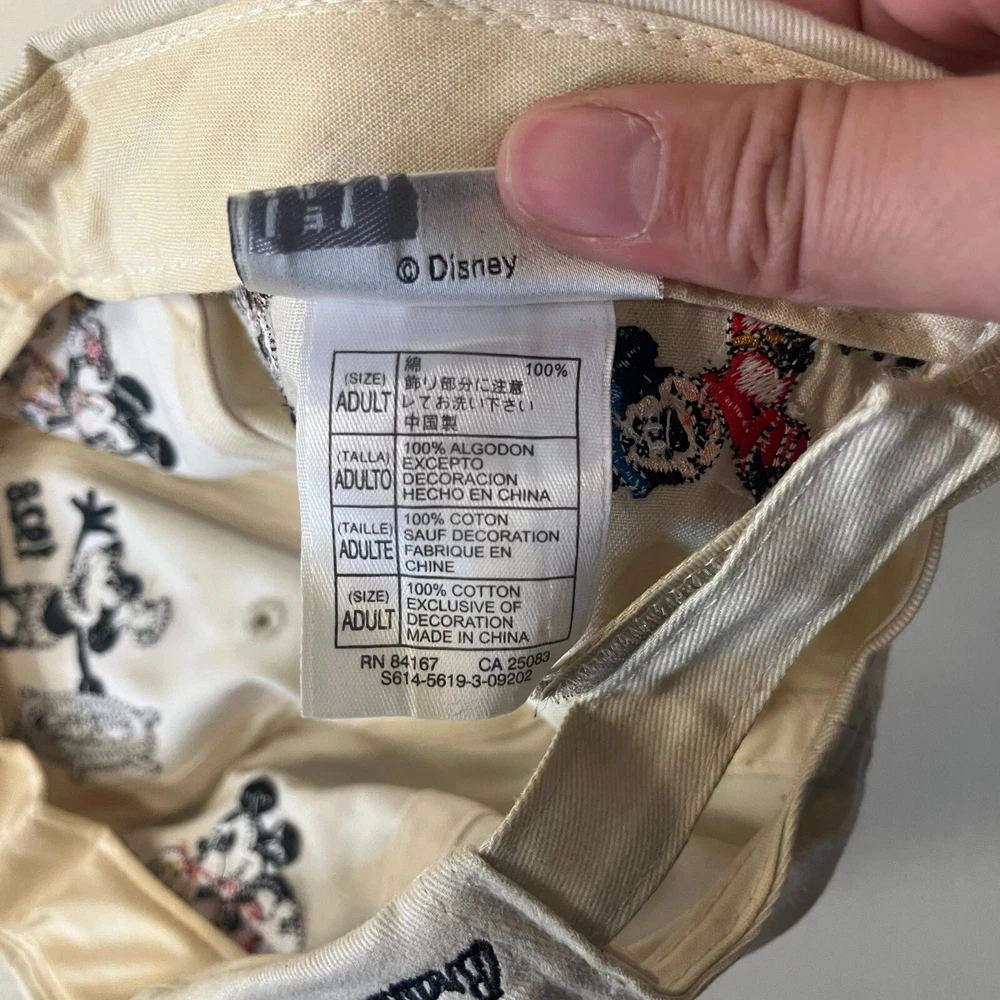 © Disney
(SIZE)
ADULT
綿 100%
飾り部分に注意
してお洗い下さい
中国製
(TALLA)
ADULTO
100% ALGODON
EXCEPTO
DECORACION
HECHO EN CHINA
(TAILLE)
ADULTE
100% COTON
SAUF DECORATION
FABRIQUE EN
CHINE
(SIZE)
ADULT
100% COTTON
EXCLUSIVE OF
DECORATION
MADE IN CHINA
RN 84167 CA 25083
S614-5619-3-09202